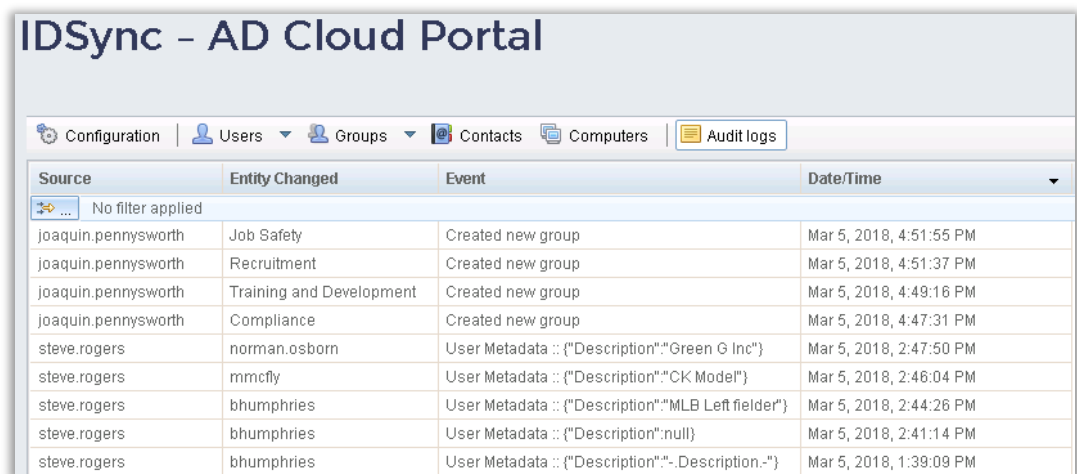 IDSync – AD Cloud Portal
Configuration Users Groups Contacts Computers Audit logs
Source Entity Changed Event Date/Time
... No filter applied
joaquin.pennysworth Job Safety Created new group Mar 5, 2018, 4:51:55 PM
joaquin.pennysworth Recruitment Created new group Mar 5, 2018, 4:51:37 PM
joaquin.pennysworth Training and Development Created new group Mar 5, 2018, 4:49:16 PM
joaquin.pennysworth Compliance Created new group Mar 5, 2018, 4:47:31 PM
steve.rogers norman.osborn User Metadata :: {"Description":"Green G Inc"} Mar 5, 2018, 2:47:50 PM
steve.rogers mmcfly User Metadata :: {"Description":"CK Model"} Mar 5, 2018, 2:46:04 PM
steve.rogers bhumphries User Metadata :: {"Description":"MLB Left fielder"} Mar 5, 2018, 2:44:26 PM
steve.rogers bhumphries User Metadata :: {"Description":null} Mar 5, 2018, 2:41:14 PM
steve.rogers bhumphries User Metadata :: {"Description":"-.Description.-"} Mar 5, 2018, 1:39:09 PM